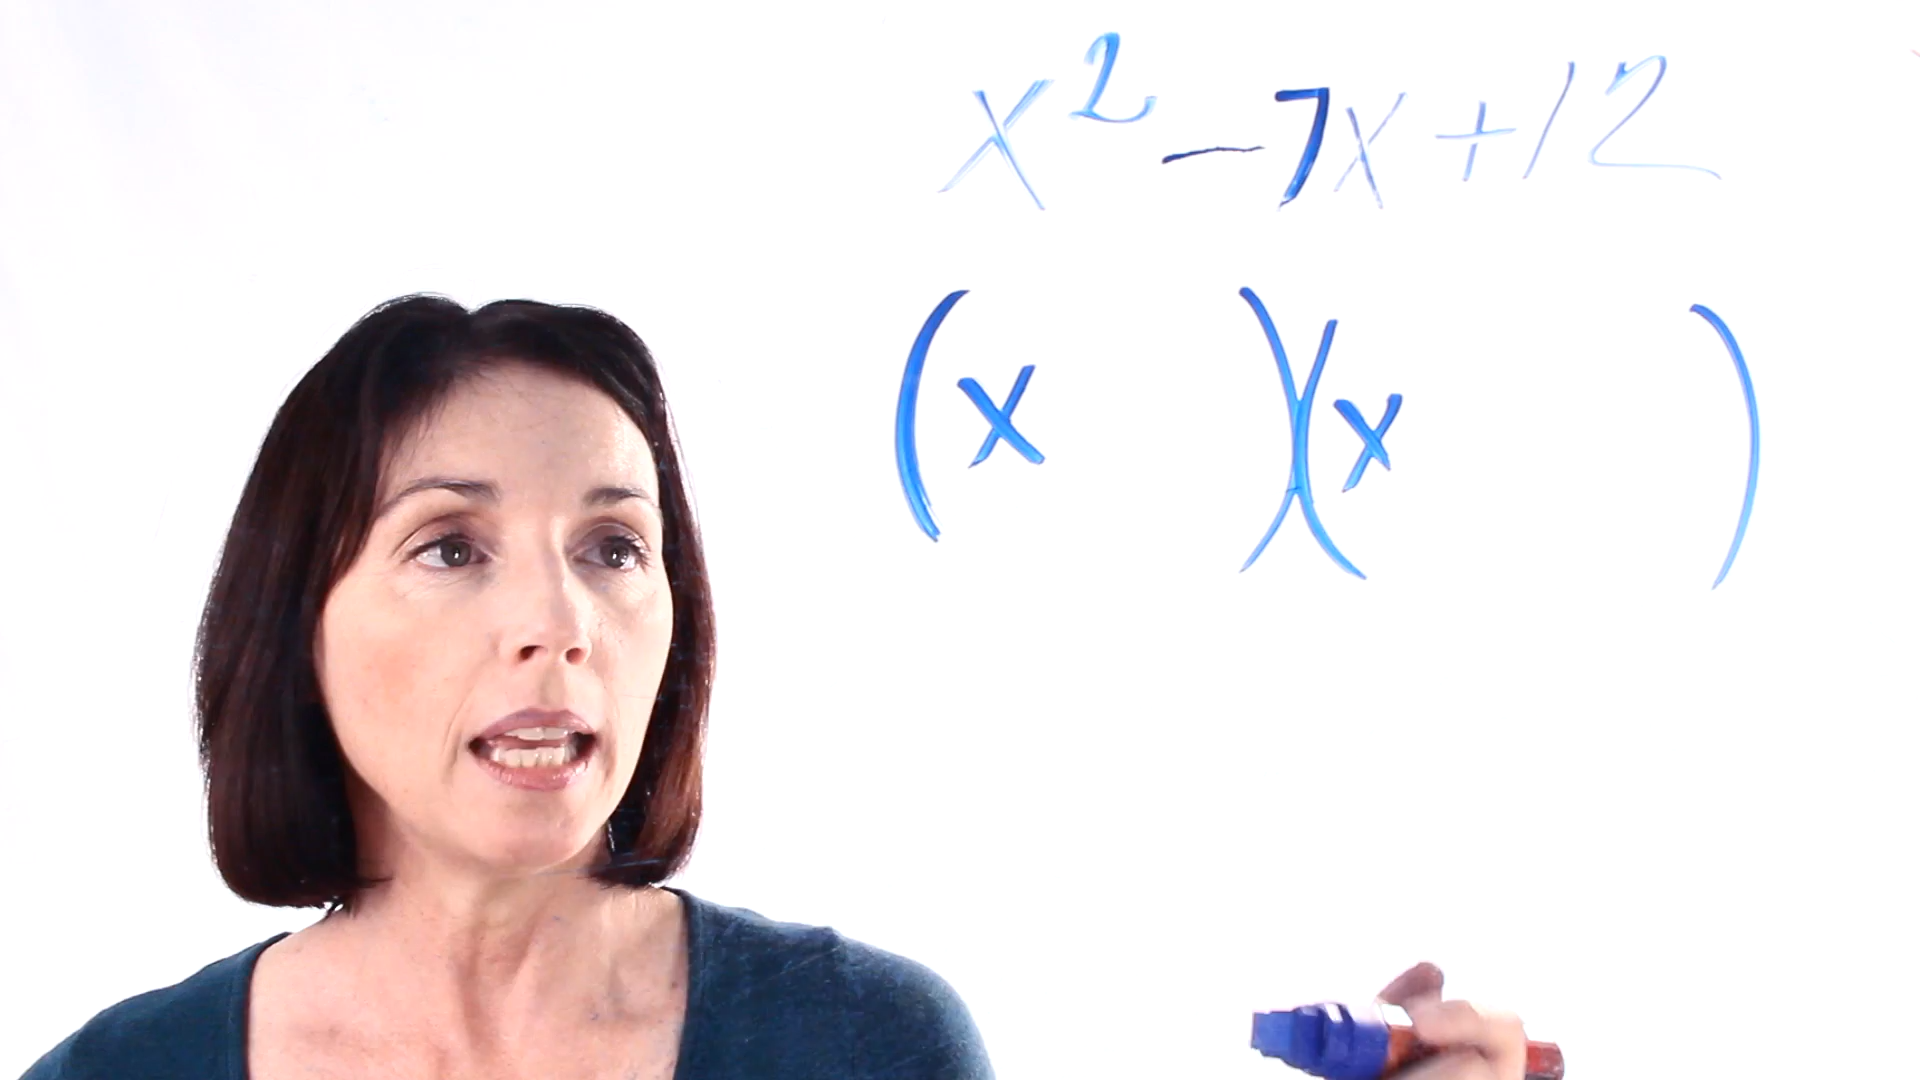 x² - 7x + 12
(x )(x )